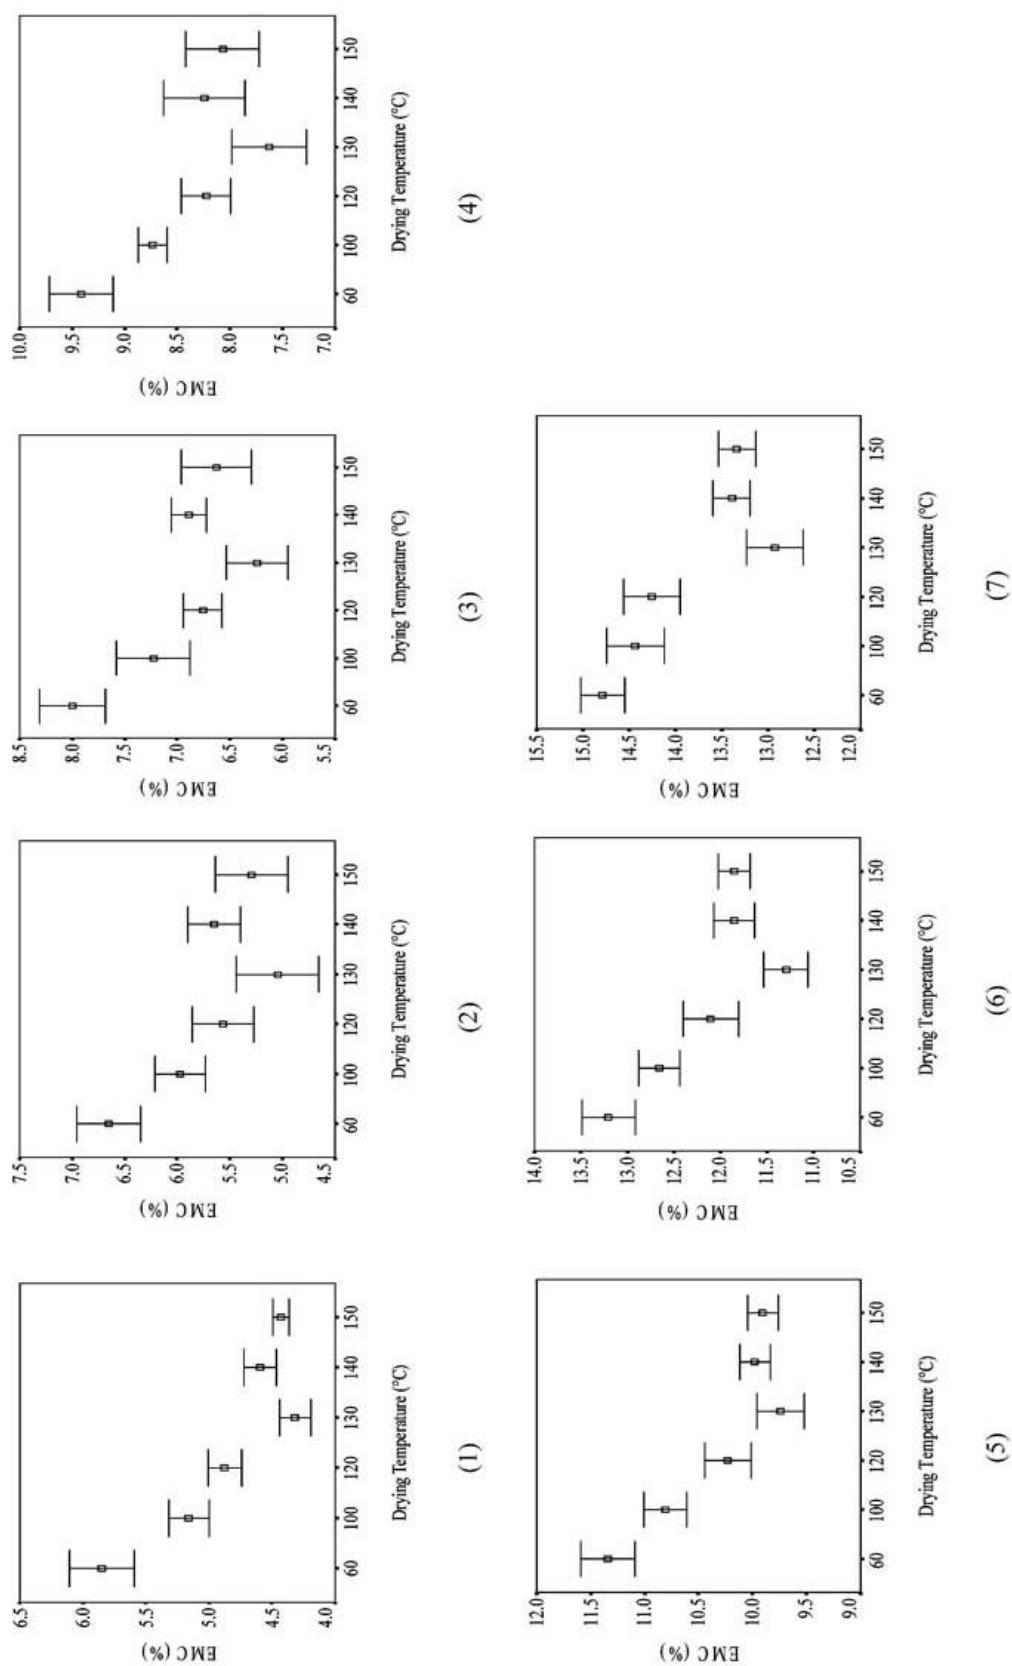 EMC (%)
6.5
6.0
5.5
5.0
4.5
4.0
60 100 120 130 140 150
Drying Temperature (°C)
(1)
EMC (%)
7.5
7.0
6.5
6.0
5.5
5.0
4.5
60 100 120 130 140 150
Drying Temperature (°C)
(2)
EMC (%)
8.5
8.0
7.5
7.0
6.5
6.0
5.5
60 100 120 130 140 150
Drying Temperature (°C)
(3)
EMC (%)
10.0
9.5
9.0
8.5
8.0
7.5
7.0
60 100 120 130 140 150
Drying Temperature (°C)
(4)
EMC (%)
12.0
11.5
11.0
10.5
10.0
9.5
9.0
60 100 120 130 140 150
Drying Temperature (°C)
(5)
EMC (%)
14.0
13.5
13.0
12.5
12.0
11.5
11.0
10.5
60 100 120 130 140 150
Drying Temperature (°C)
(6)
EMC (%)
15.5
15.0
14.5
14.0
13.5
13.0
12.5
12.0
60 100 120 130 140 150
Drying Temperature (°C)
(7)